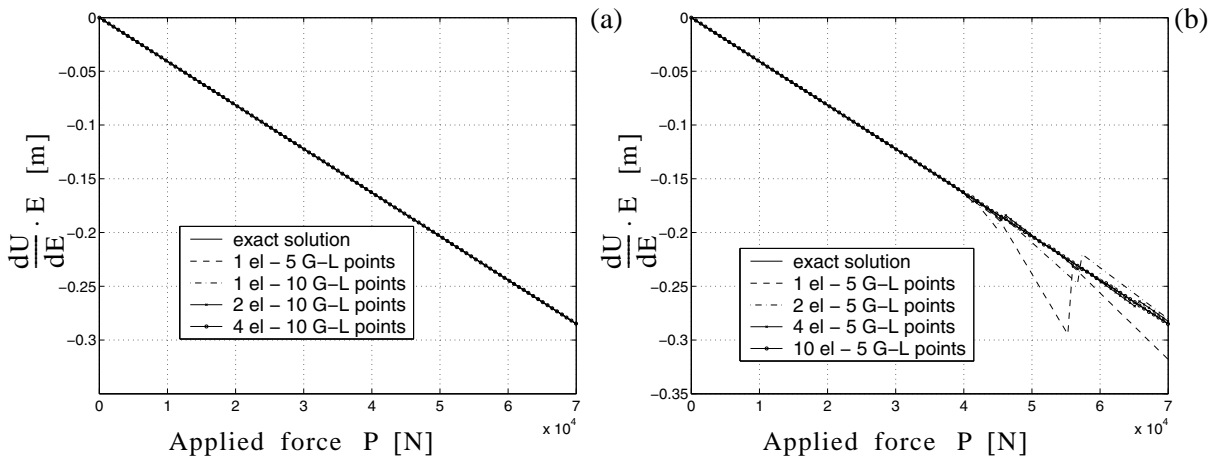 (a)
0
−0.05
−0.1
−0.15
−0.2
−0.25
−0.3
dU
dE · E [m]
exact solution
1 el − 5 G−L points
1 el − 10 G−L points
2 el − 10 G−L points
4 el − 10 G−L points
0 1 2 3 4 5 6 7
x 10⁴
Applied force P [N]
(b)
0
−0.05
−0.1
−0.15
−0.2
−0.25
−0.3
−0.35
dU
dE · E [m]
exact solution
1 el − 5 G−L points
2 el − 5 G−L points
4 el − 5 G−L points
10 el − 5 G−L points
0 1 2 3 4 5 6 7
x 10⁴
Applied force P [N]